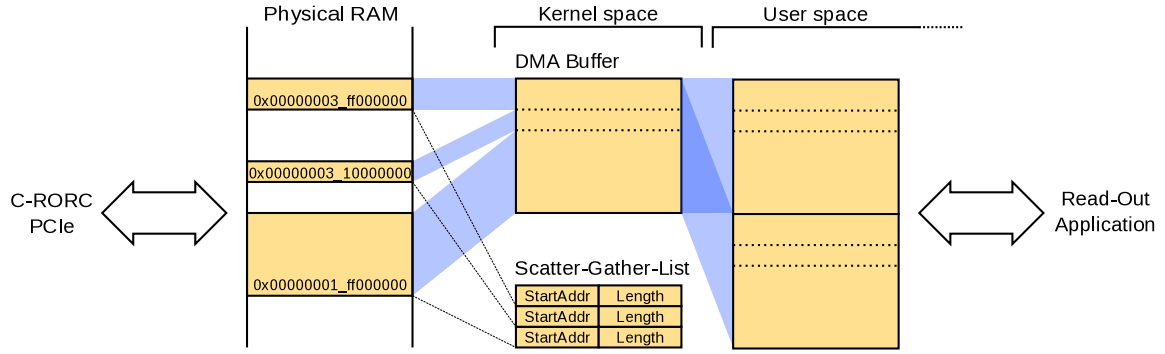 Physical RAM
Kernel space
User space
DMA Buffer
0x00000003_ff000000
0x00000003_10000000
C-RORC
PCIe
Read-Out
Application
Scatter-Gather-List
0x00000001_ff000000
StartAddr Length
StartAddr Length
StartAddr Length